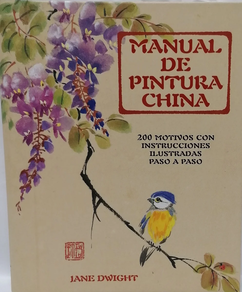 MANUAL
DE
PINTURA
CHINA
200 MOTIVOS CON
INSTRUCCIONES
ILUSTRADAS
PASO A PASO
JANE DWIGHT